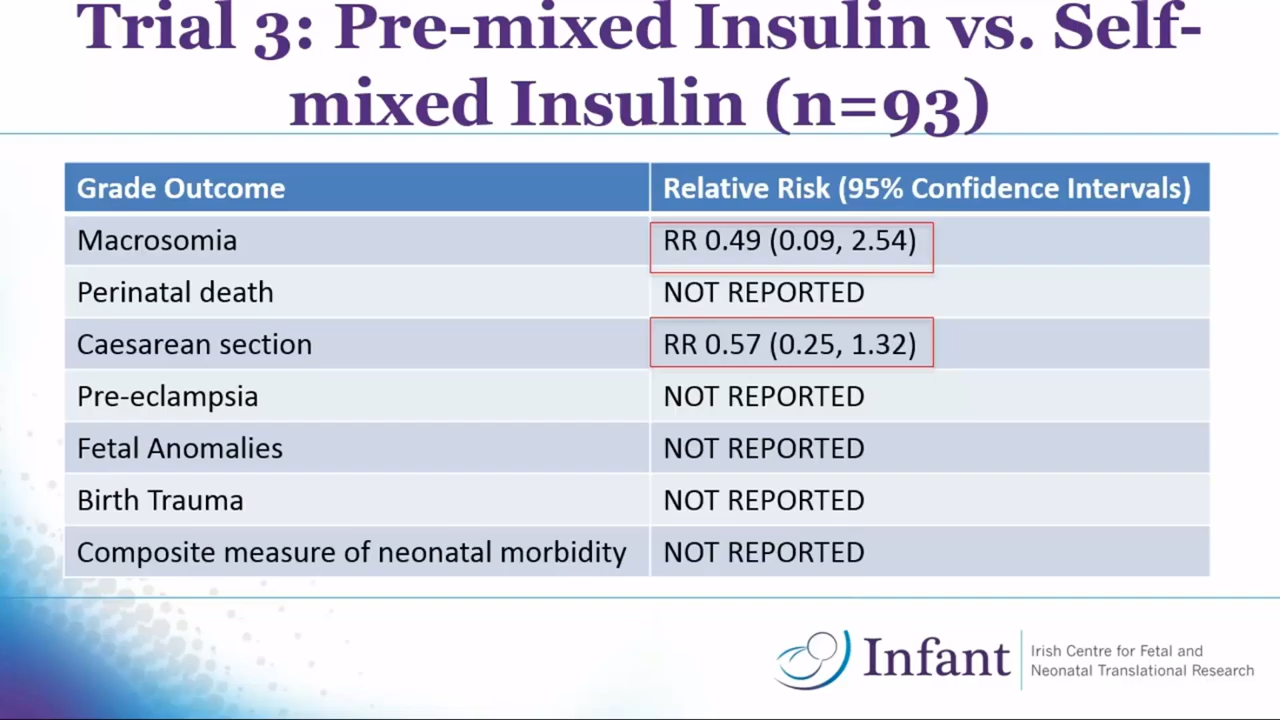 Trial 3: Pre-mixed Insulin vs. Self-
mixed Insulin (n=93)
Grade Outcome Relative Risk (95% Confidence Intervals)
Macrosomia RR 0.49 (0.09, 2.54)
Perinatal death NOT REPORTED
Caesarean section RR 0.57 (0.25, 1.32)
Pre-eclampsia NOT REPORTED
Fetal Anomalies NOT REPORTED
Birth Trauma NOT REPORTED
Composite measure of neonatal morbidity NOT REPORTED
Infant
Irish Centre for Fetal and
Neonatal Translational Research